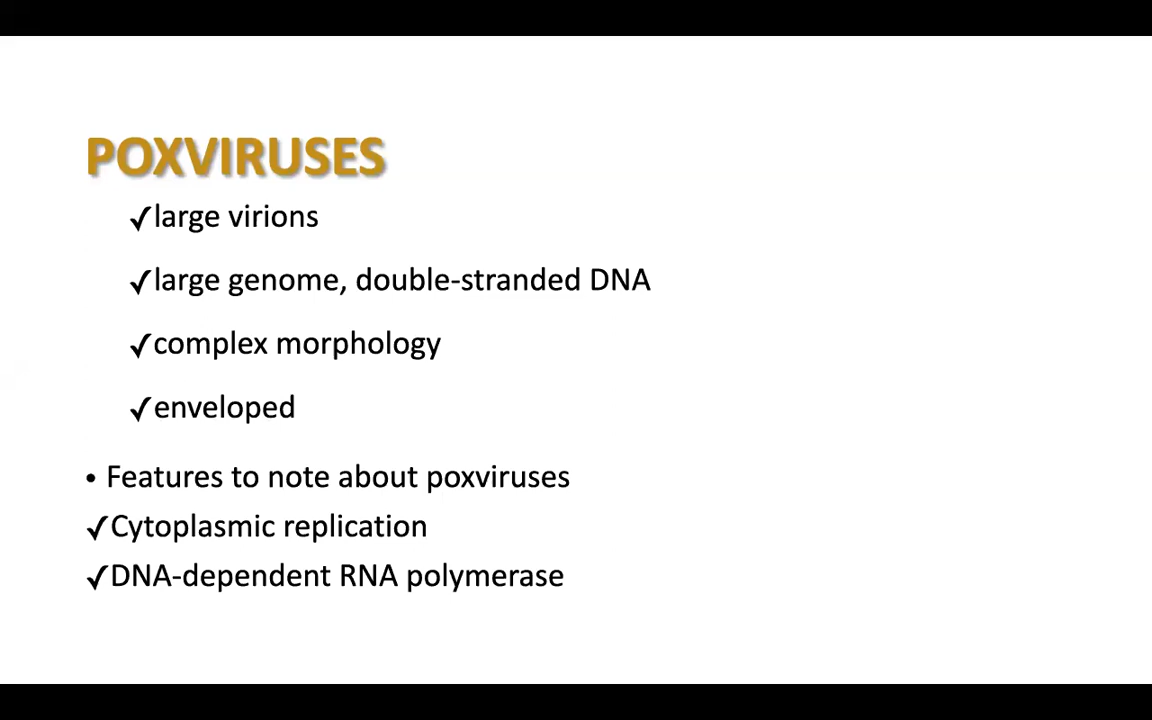 POXVIRUSES
✓large virions
✓large genome, double-stranded DNA
✓complex morphology
✓enveloped
• Features to note about poxviruses
✓Cytoplasmic replication
✓DNA-dependent RNA polymerase